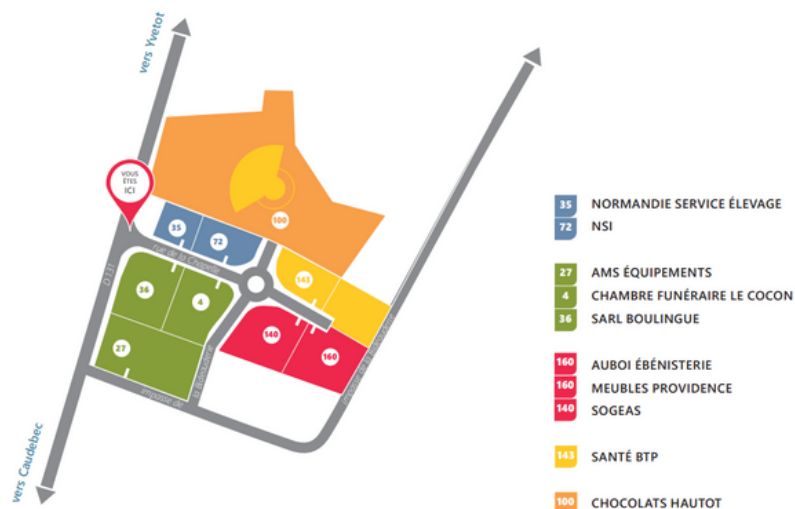 vers Yvetot
VOUS
ÊTES
ICI
100
35
72
rue de la Chapelle
D 131
143
36
4
140
160
27
impasse de
vers Caudebec
35 NORMANDIE SERVICE ÉLEVAGE
72 NSI
27 AMS ÉQUIPEMENTS
4 CHAMBRE FUNÉRAIRE LE COCON
36 SARL BOULINGUE
160 AUBOI ÉBÉNISTERIE
160 MEUBLES PROVIDENCE
140 SOGEAS
143 SANTÉ BTP
100 CHOCOLATS HAUTOT